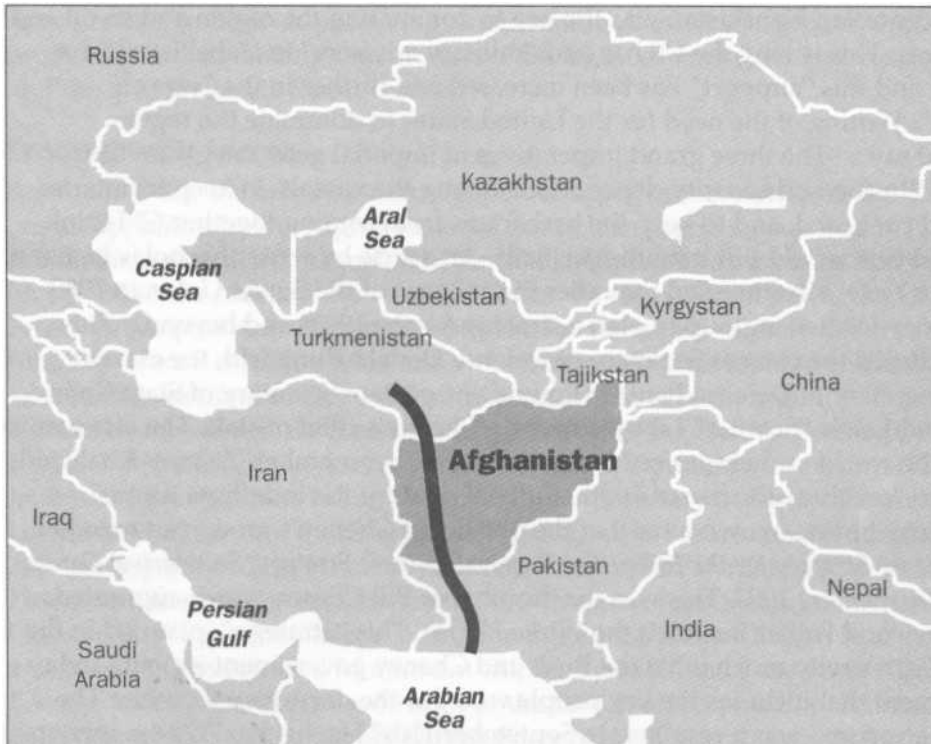 Russia
Kazakhstan
Aral
Sea
Caspian
Sea
Uzbekistan
Kyrgystan
Turkmenistan
Tajikstan
China
Afghanistan
Iran
Iraq
Pakistan
Nepal
Persian
Gulf
India
Saudi
Arabia
Arabian
Sea